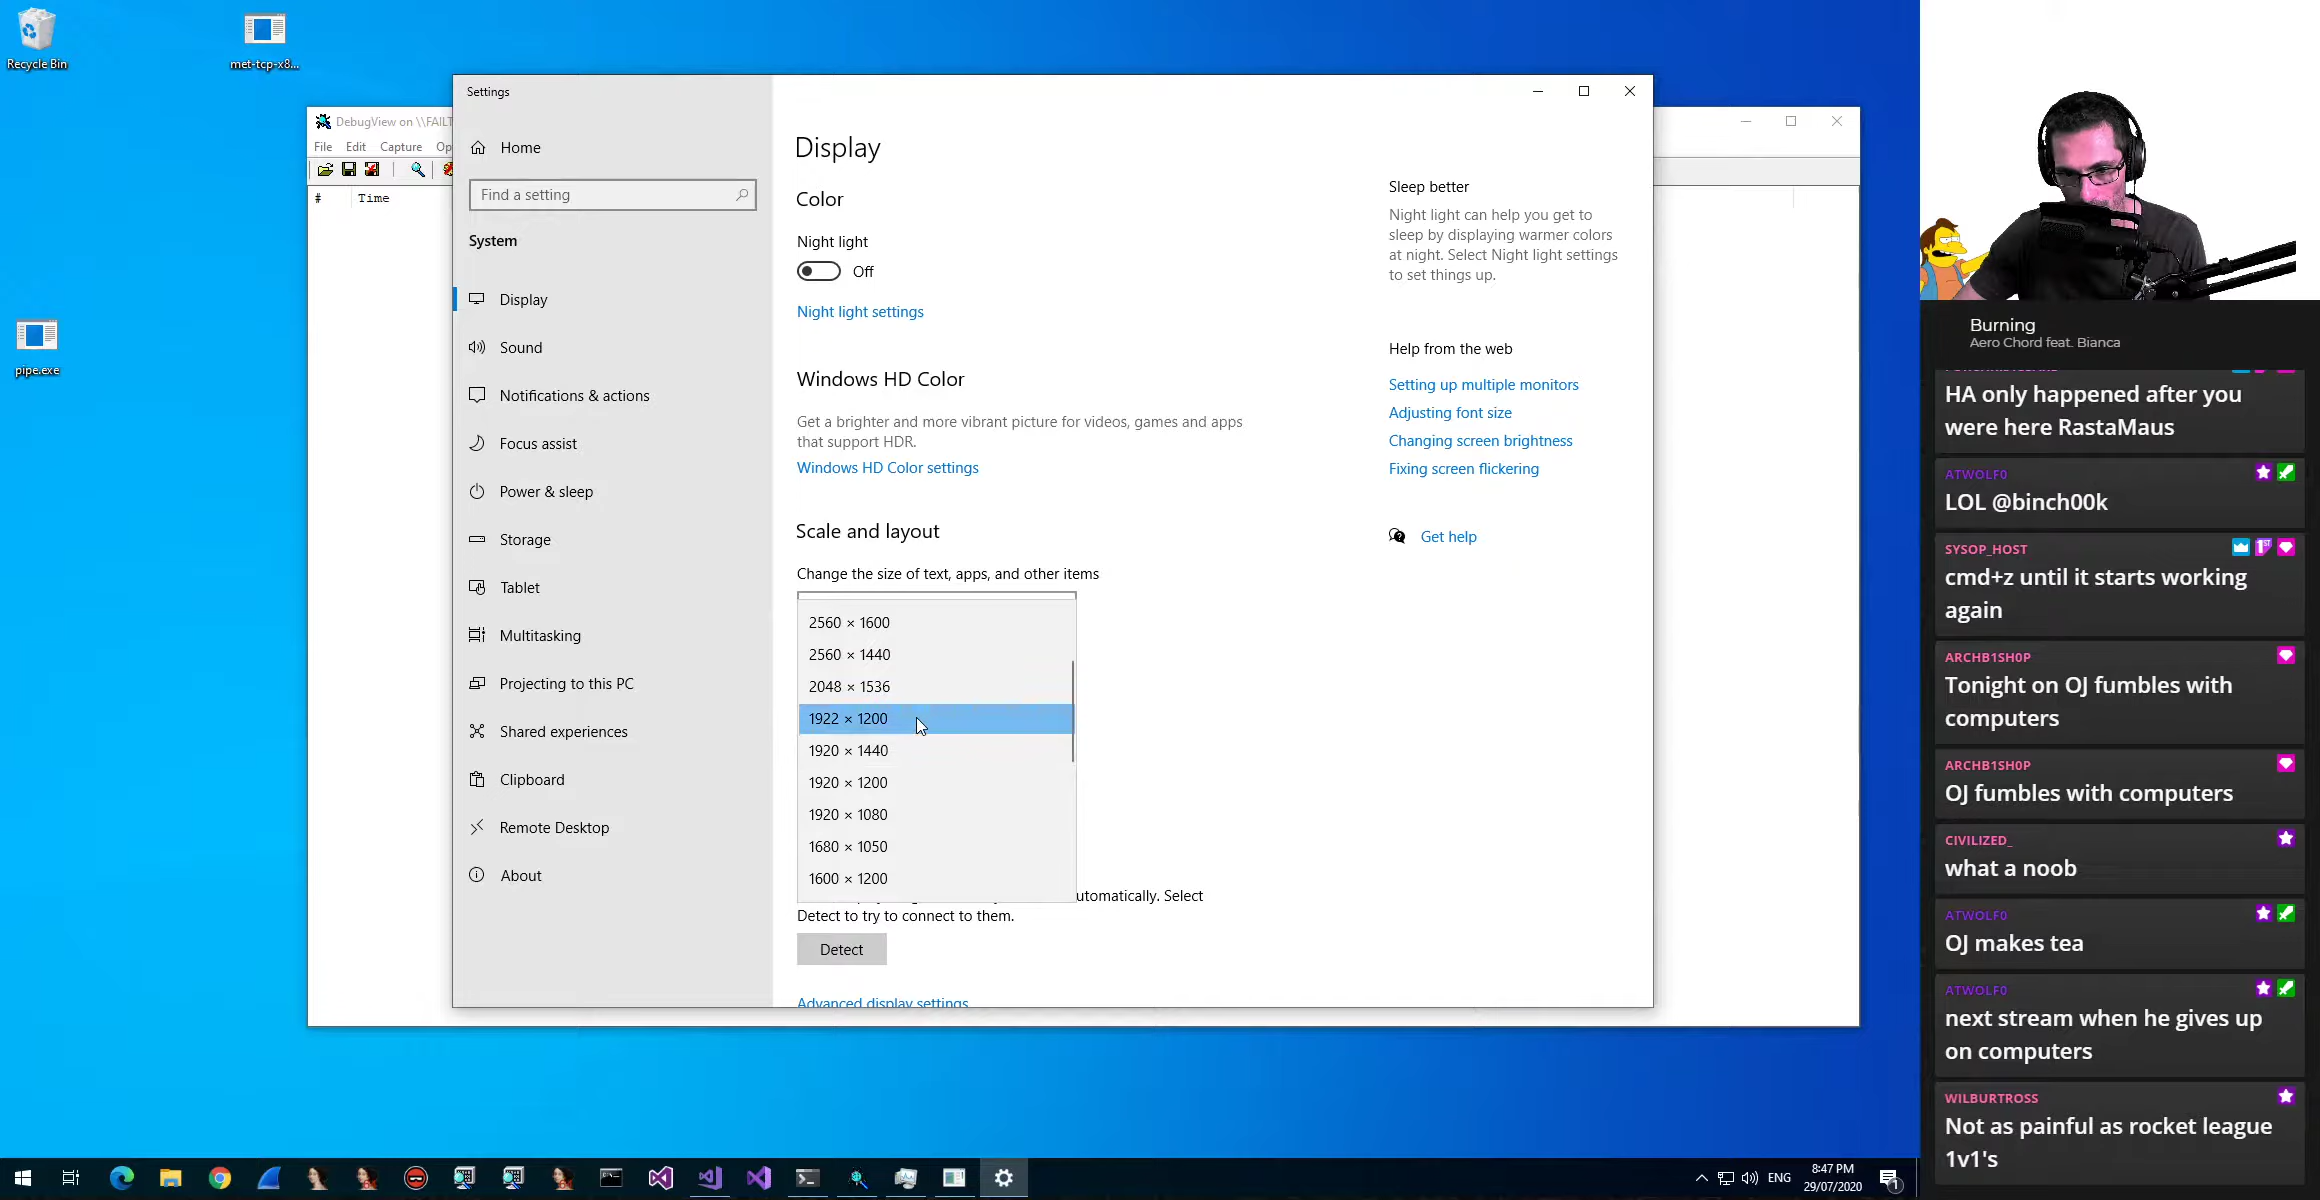 Recycle Bin
met-tcp-x8...
pipe.exe
DebugView on \\FAILT
File Edit Capture Op
# Time
Settings
Home
Find a setting
System
Display
Sound
Notifications & actions
Focus assist
Power & sleep
Storage
Tablet
Multitasking
Projecting to this PC
Shared experiences
Clipboard
Remote Desktop
About
Display
Color
Night light
Off
Night light settings
Windows HD Color
Get a brighter and more vibrant picture for videos, games and apps
that support HDR.
Windows HD Color settings
Scale and layout
Change the size of text, apps, and other items
2560 × 1600
2560 × 1440
2048 × 1536
1922 × 1200
1920 × 1440
1920 × 1200
1920 × 1080
1680 × 1050
1600 × 1200
utomatically. Select
Detect to try to connect to them.
Detect
Advanced display settings
Sleep better
Night light can help you get to
sleep by displaying warmer colors
at night. Select Night light settings
to set things up.
Help from the web
Setting up multiple monitors
Adjusting font size
Changing screen brightness
Fixing screen flickering
Get help
Burning
Aero Chord feat. Bianca
HA only happened after you
were here RastaMaus
ATWOLF0
LOL @binch00k
SYSOP_HOST
cmd+z until it starts working
again
ARCHB1SH0P
Tonight on OJ fumbles with
computers
ARCHB1SH0P
OJ fumbles with computers
CIVILIZED_
what a noob
ATWOLF0
OJ makes tea
ATWOLF0
next stream when he gives up
on computers
WILBURTROSS
Not as painful as rocket league
1v1's
ENG
8:47 PM
29/07/2020
1